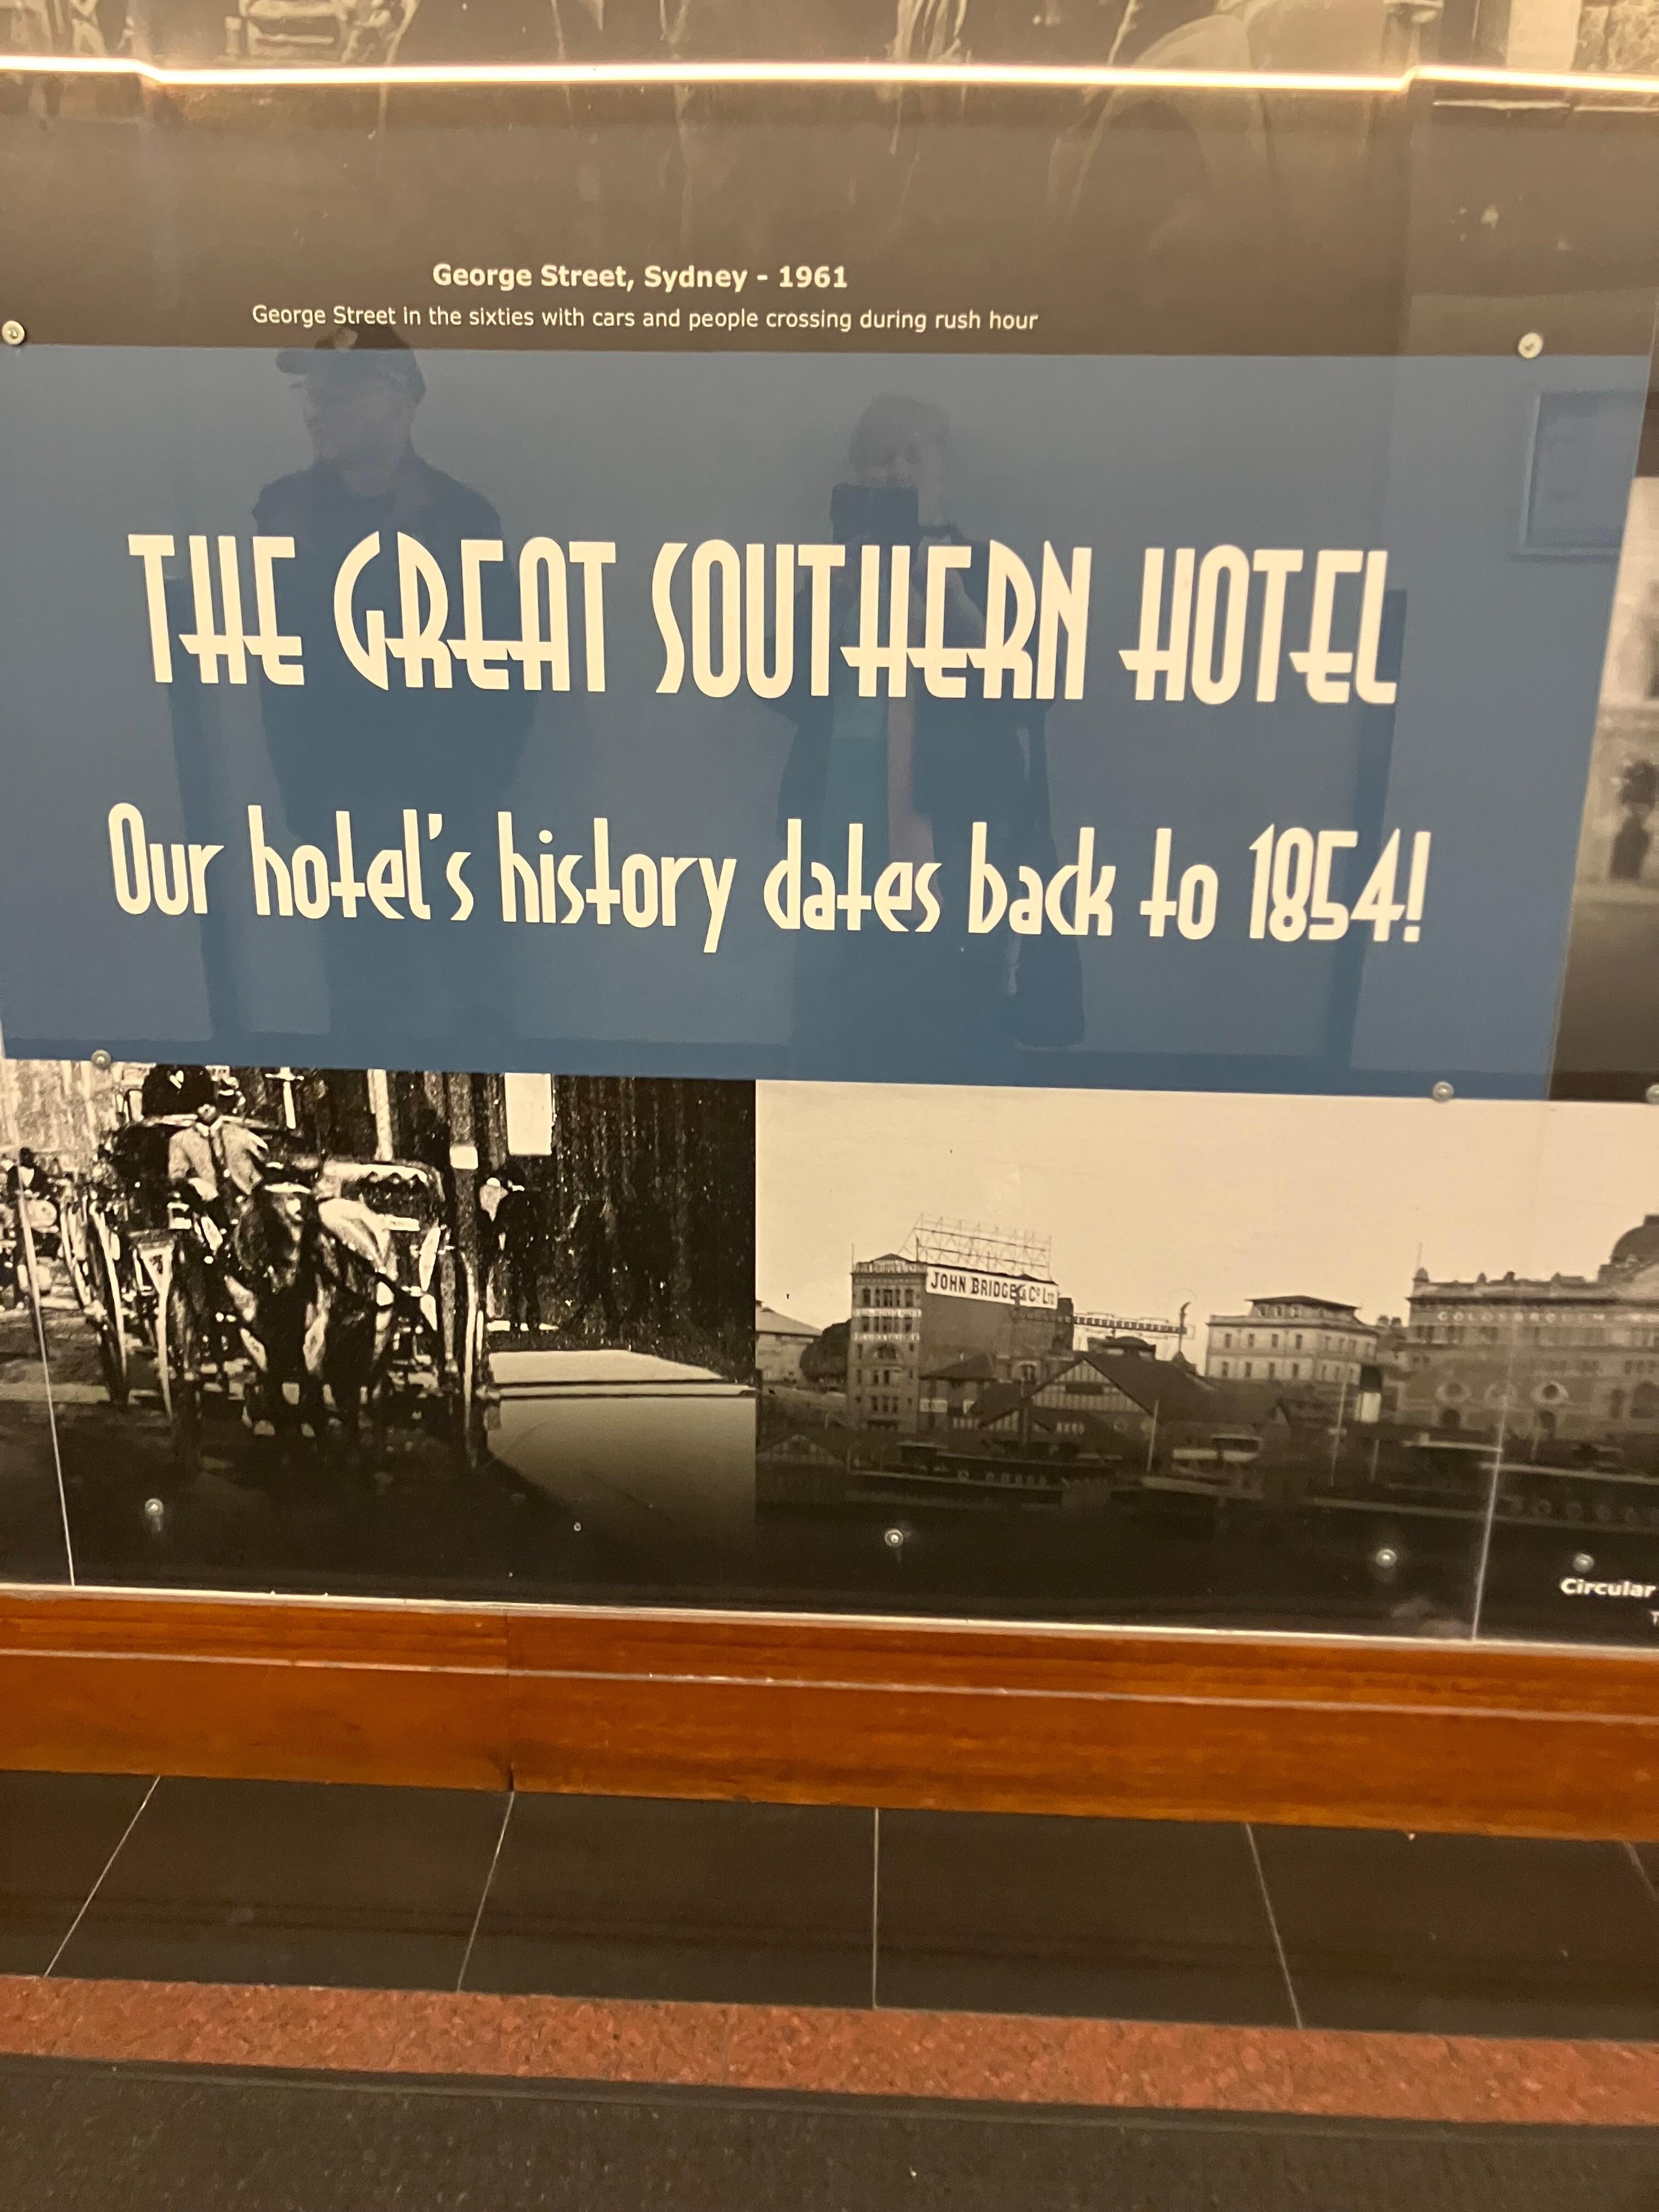 George Street, Sydney - 1961
George Street in the sixties with cars and people crossing during rush hour
THE GREAT SOUTHERN HOTEL
Our hotel's history dates back to 1854!
JOHN BRIDGE & Co LTD
Circular